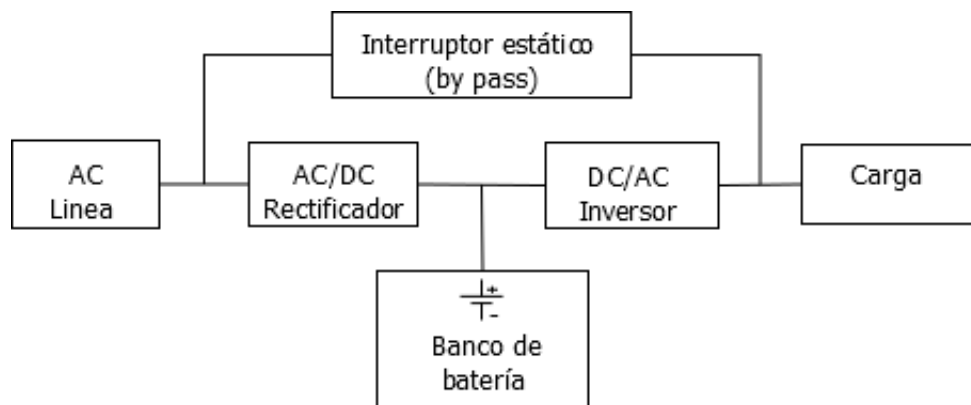 Interruptor estático
(by pass)
AC
Linea
AC/DC
Rectificador
DC/AC
Inversor
Carga
+
-
Banco de
batería